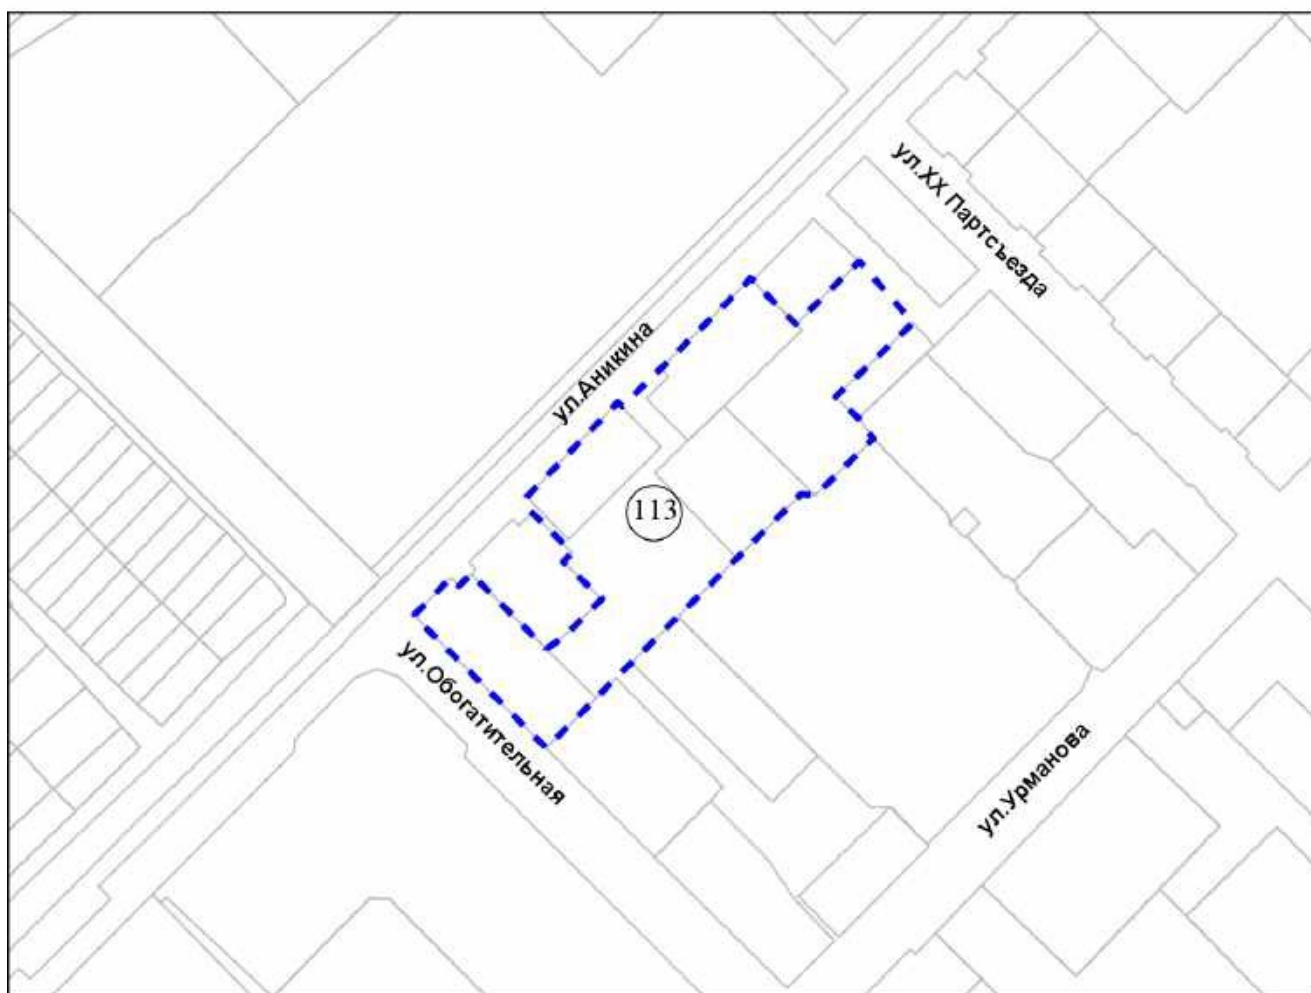 ул.ХХ Партсъезда
ул.Аникина
113
ул.Обогатительная
ул.Урманова